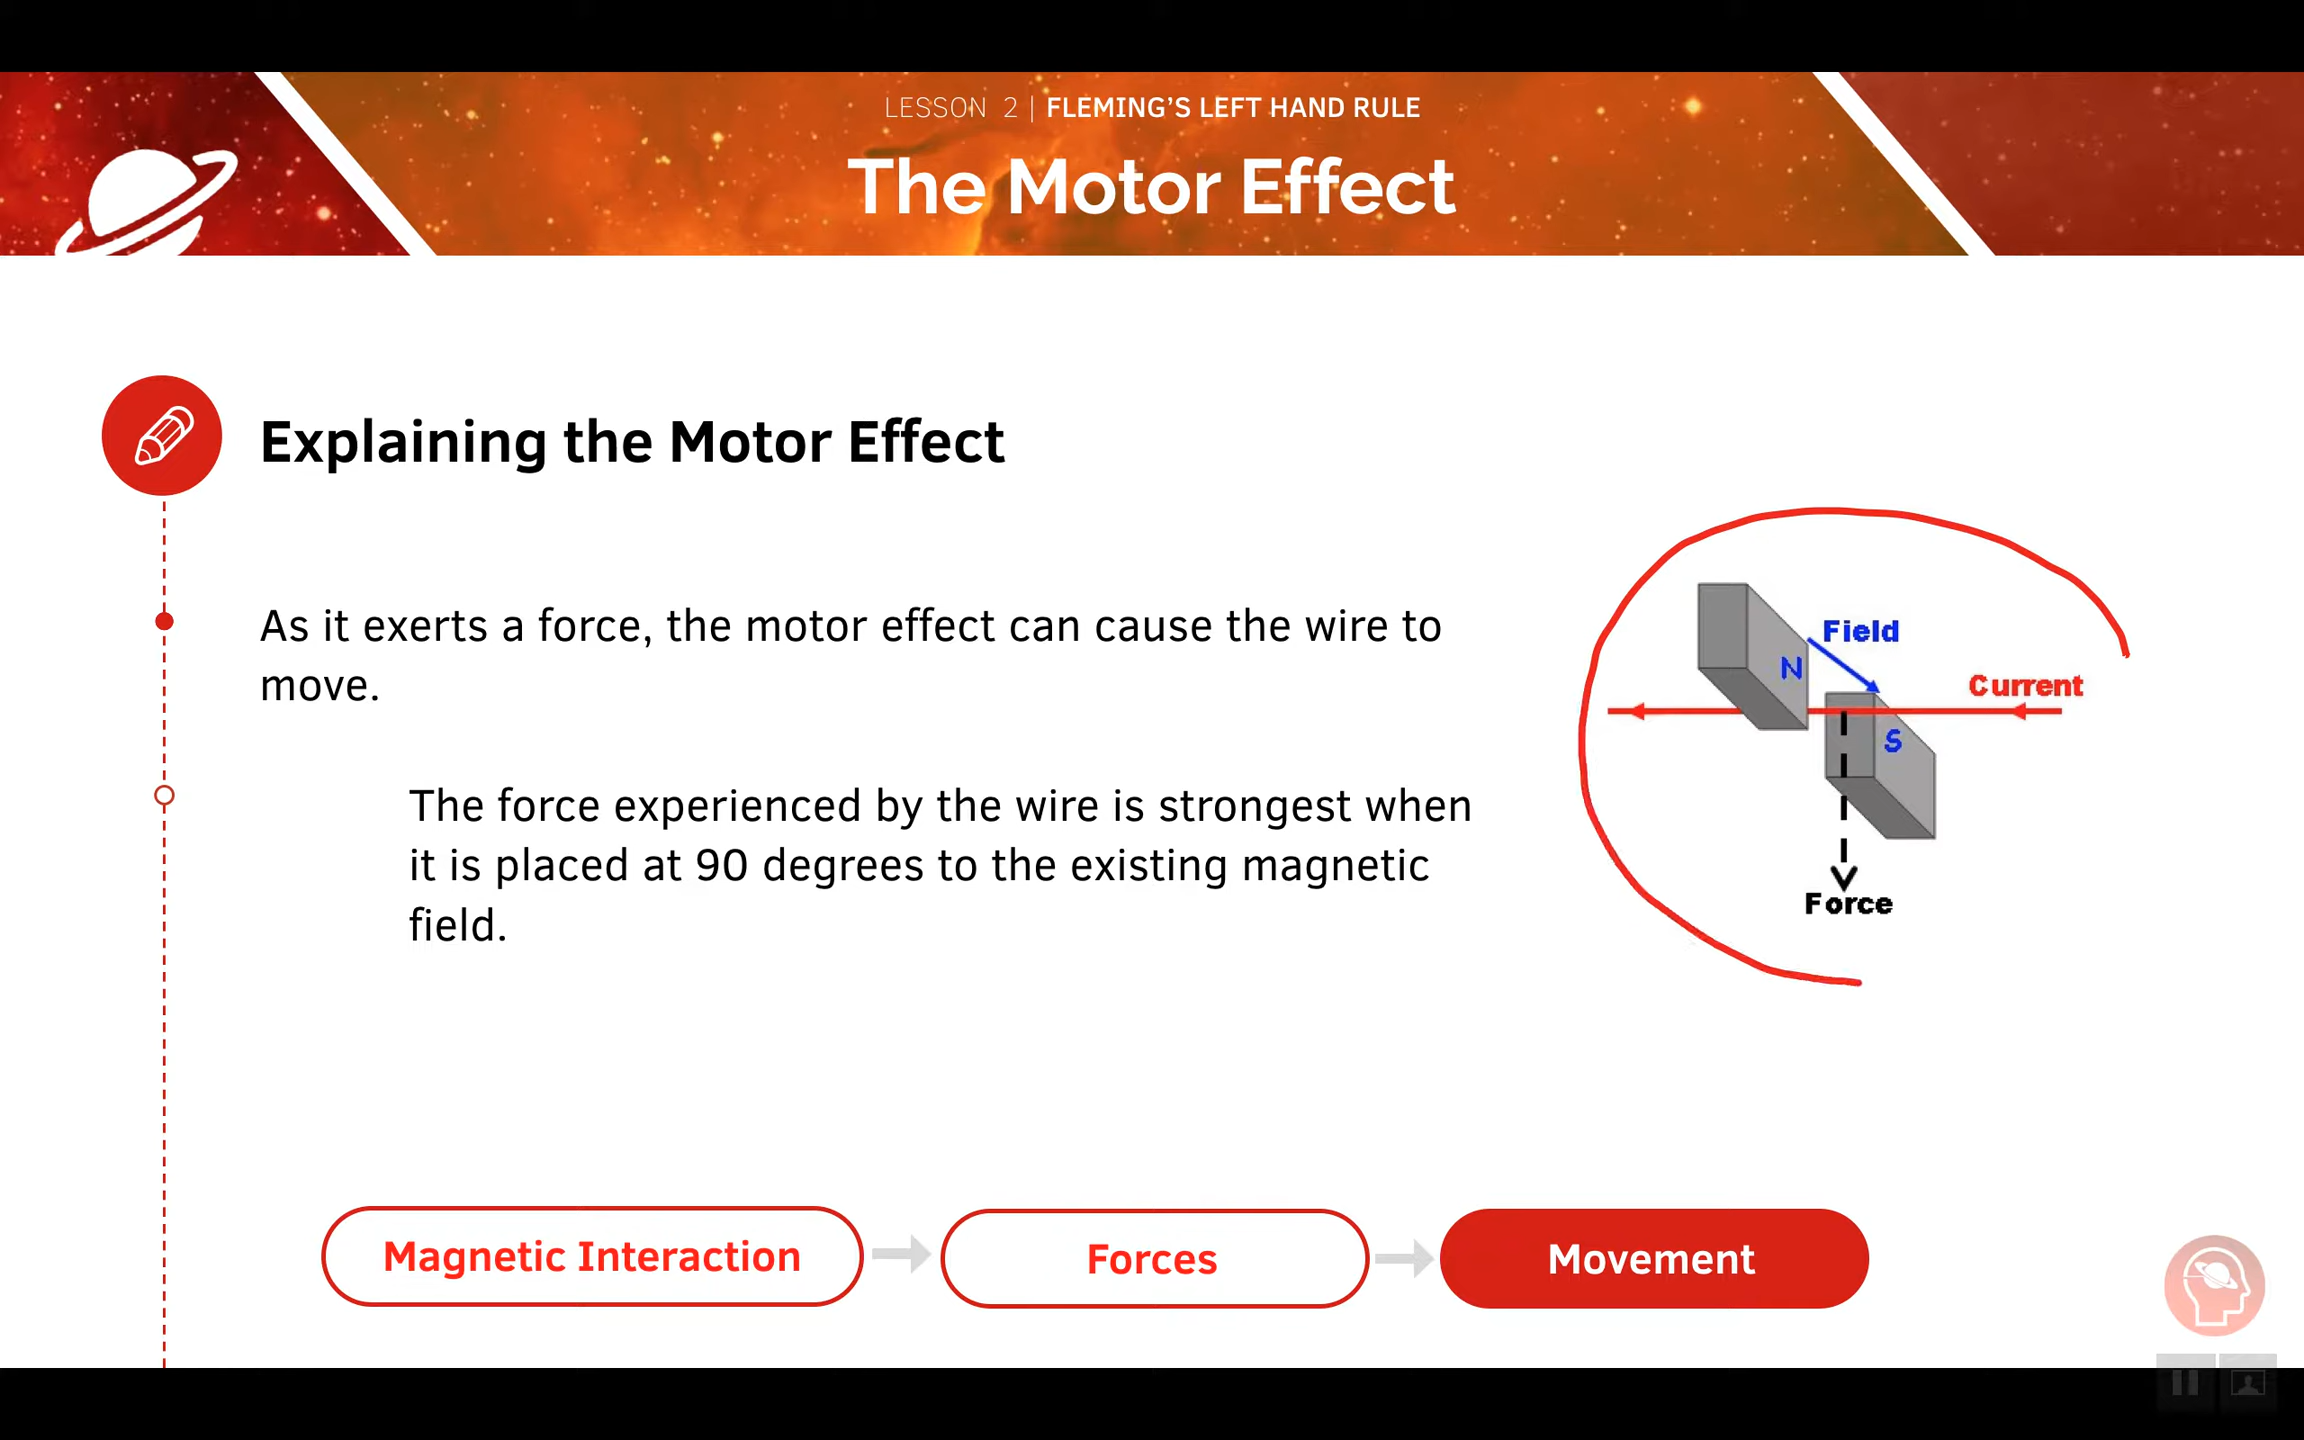 LESSON 2 | FLEMING'S LEFT HAND RULE
The Motor Effect
Explaining the Motor Effect
As it exerts a force, the motor effect can cause the wire to
move.
The force experienced by the wire is strongest when
it is placed at 90 degrees to the existing magnetic
field.
Field
N
Current
S
Force
Magnetic Interaction
Forces
Movement